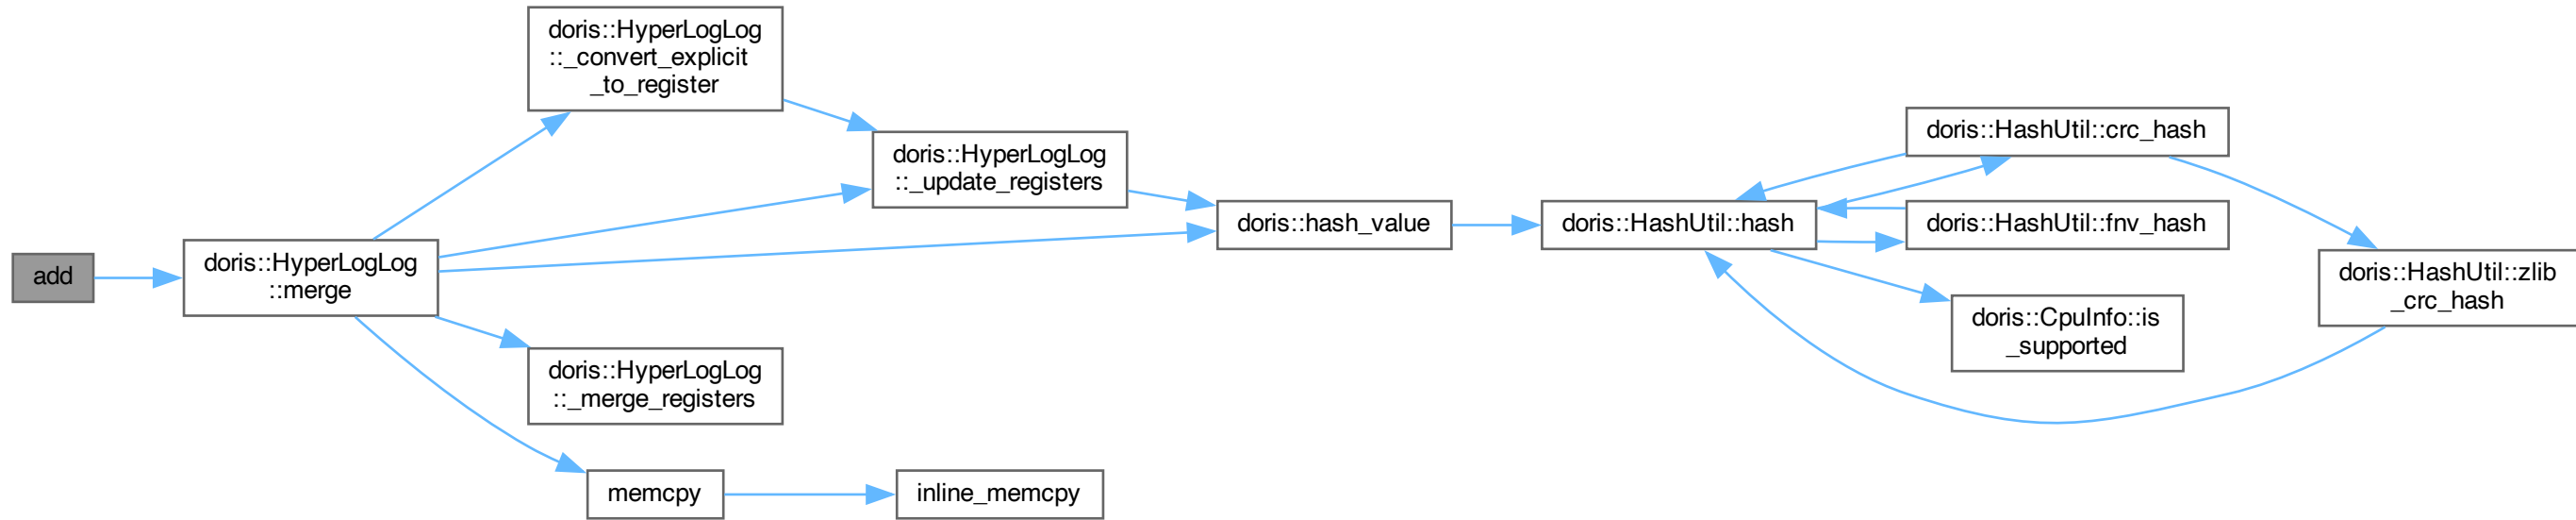 add
doris::HyperLogLog
::merge
doris::HyperLogLog
::_convert_explicit
_to_register
doris::HyperLogLog
::_update_registers
doris::HyperLogLog
::_merge_registers
memcpy
inline_memcpy
doris::hash_value
doris::HashUtil::hash
doris::HashUtil::crc_hash
doris::HashUtil::fnv_hash
doris::CpuInfo::is
_supported
doris::HashUtil::zlib
_crc_hash